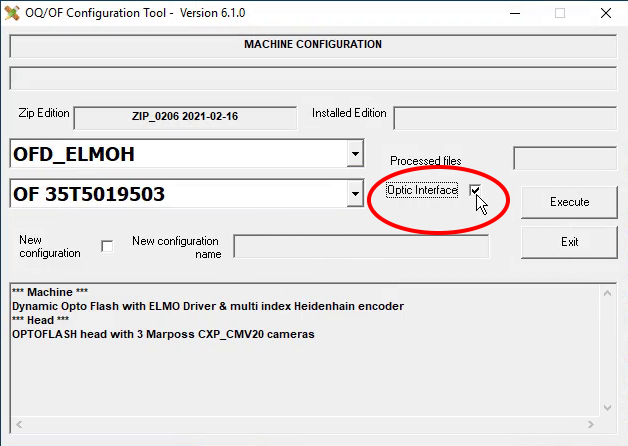 OQ/OF Configuration Tool - Version 6.1.0
MACHINE CONFIGURATION
Zip Edition
ZIP_0206 2021-02-16
Installed Edition
OFD_ELMOH
Processed files
OF 35T5019503
Optic Interface
Execute
New configuration
New configuration name
Exit
*** Machine ***
Dynamic Opto Flash with ELMO Driver & multi index Heidenhain encoder
*** Head ***
OPTOFLASH head with 3 Marposs CXP_CMV20 cameras